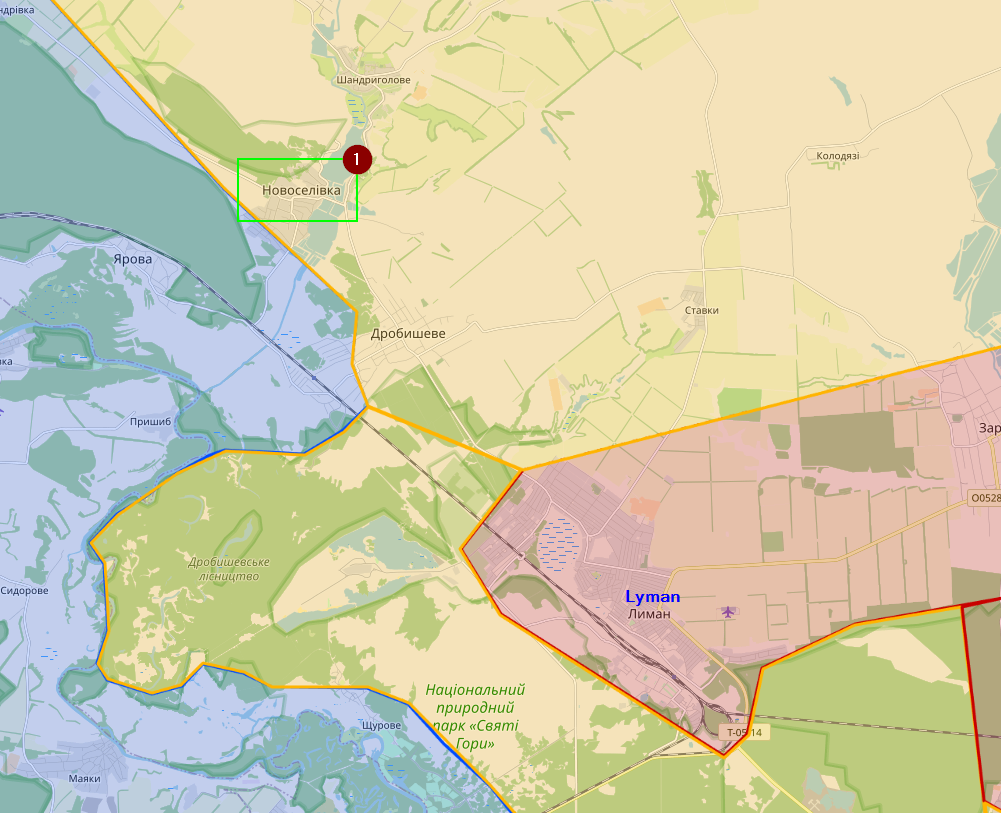 ндрівка
Шандриголове
1
Колодязі
Новоселівка
Ярова
Ставки
Дробишеве
вка
Пришиб
Зар
О0528
Дробишевське
лісництво
Сидорове
Lyman
Лиман
Національний
природний
парк «Святі
Гори»
Щурове
Т-05 14
Маяки